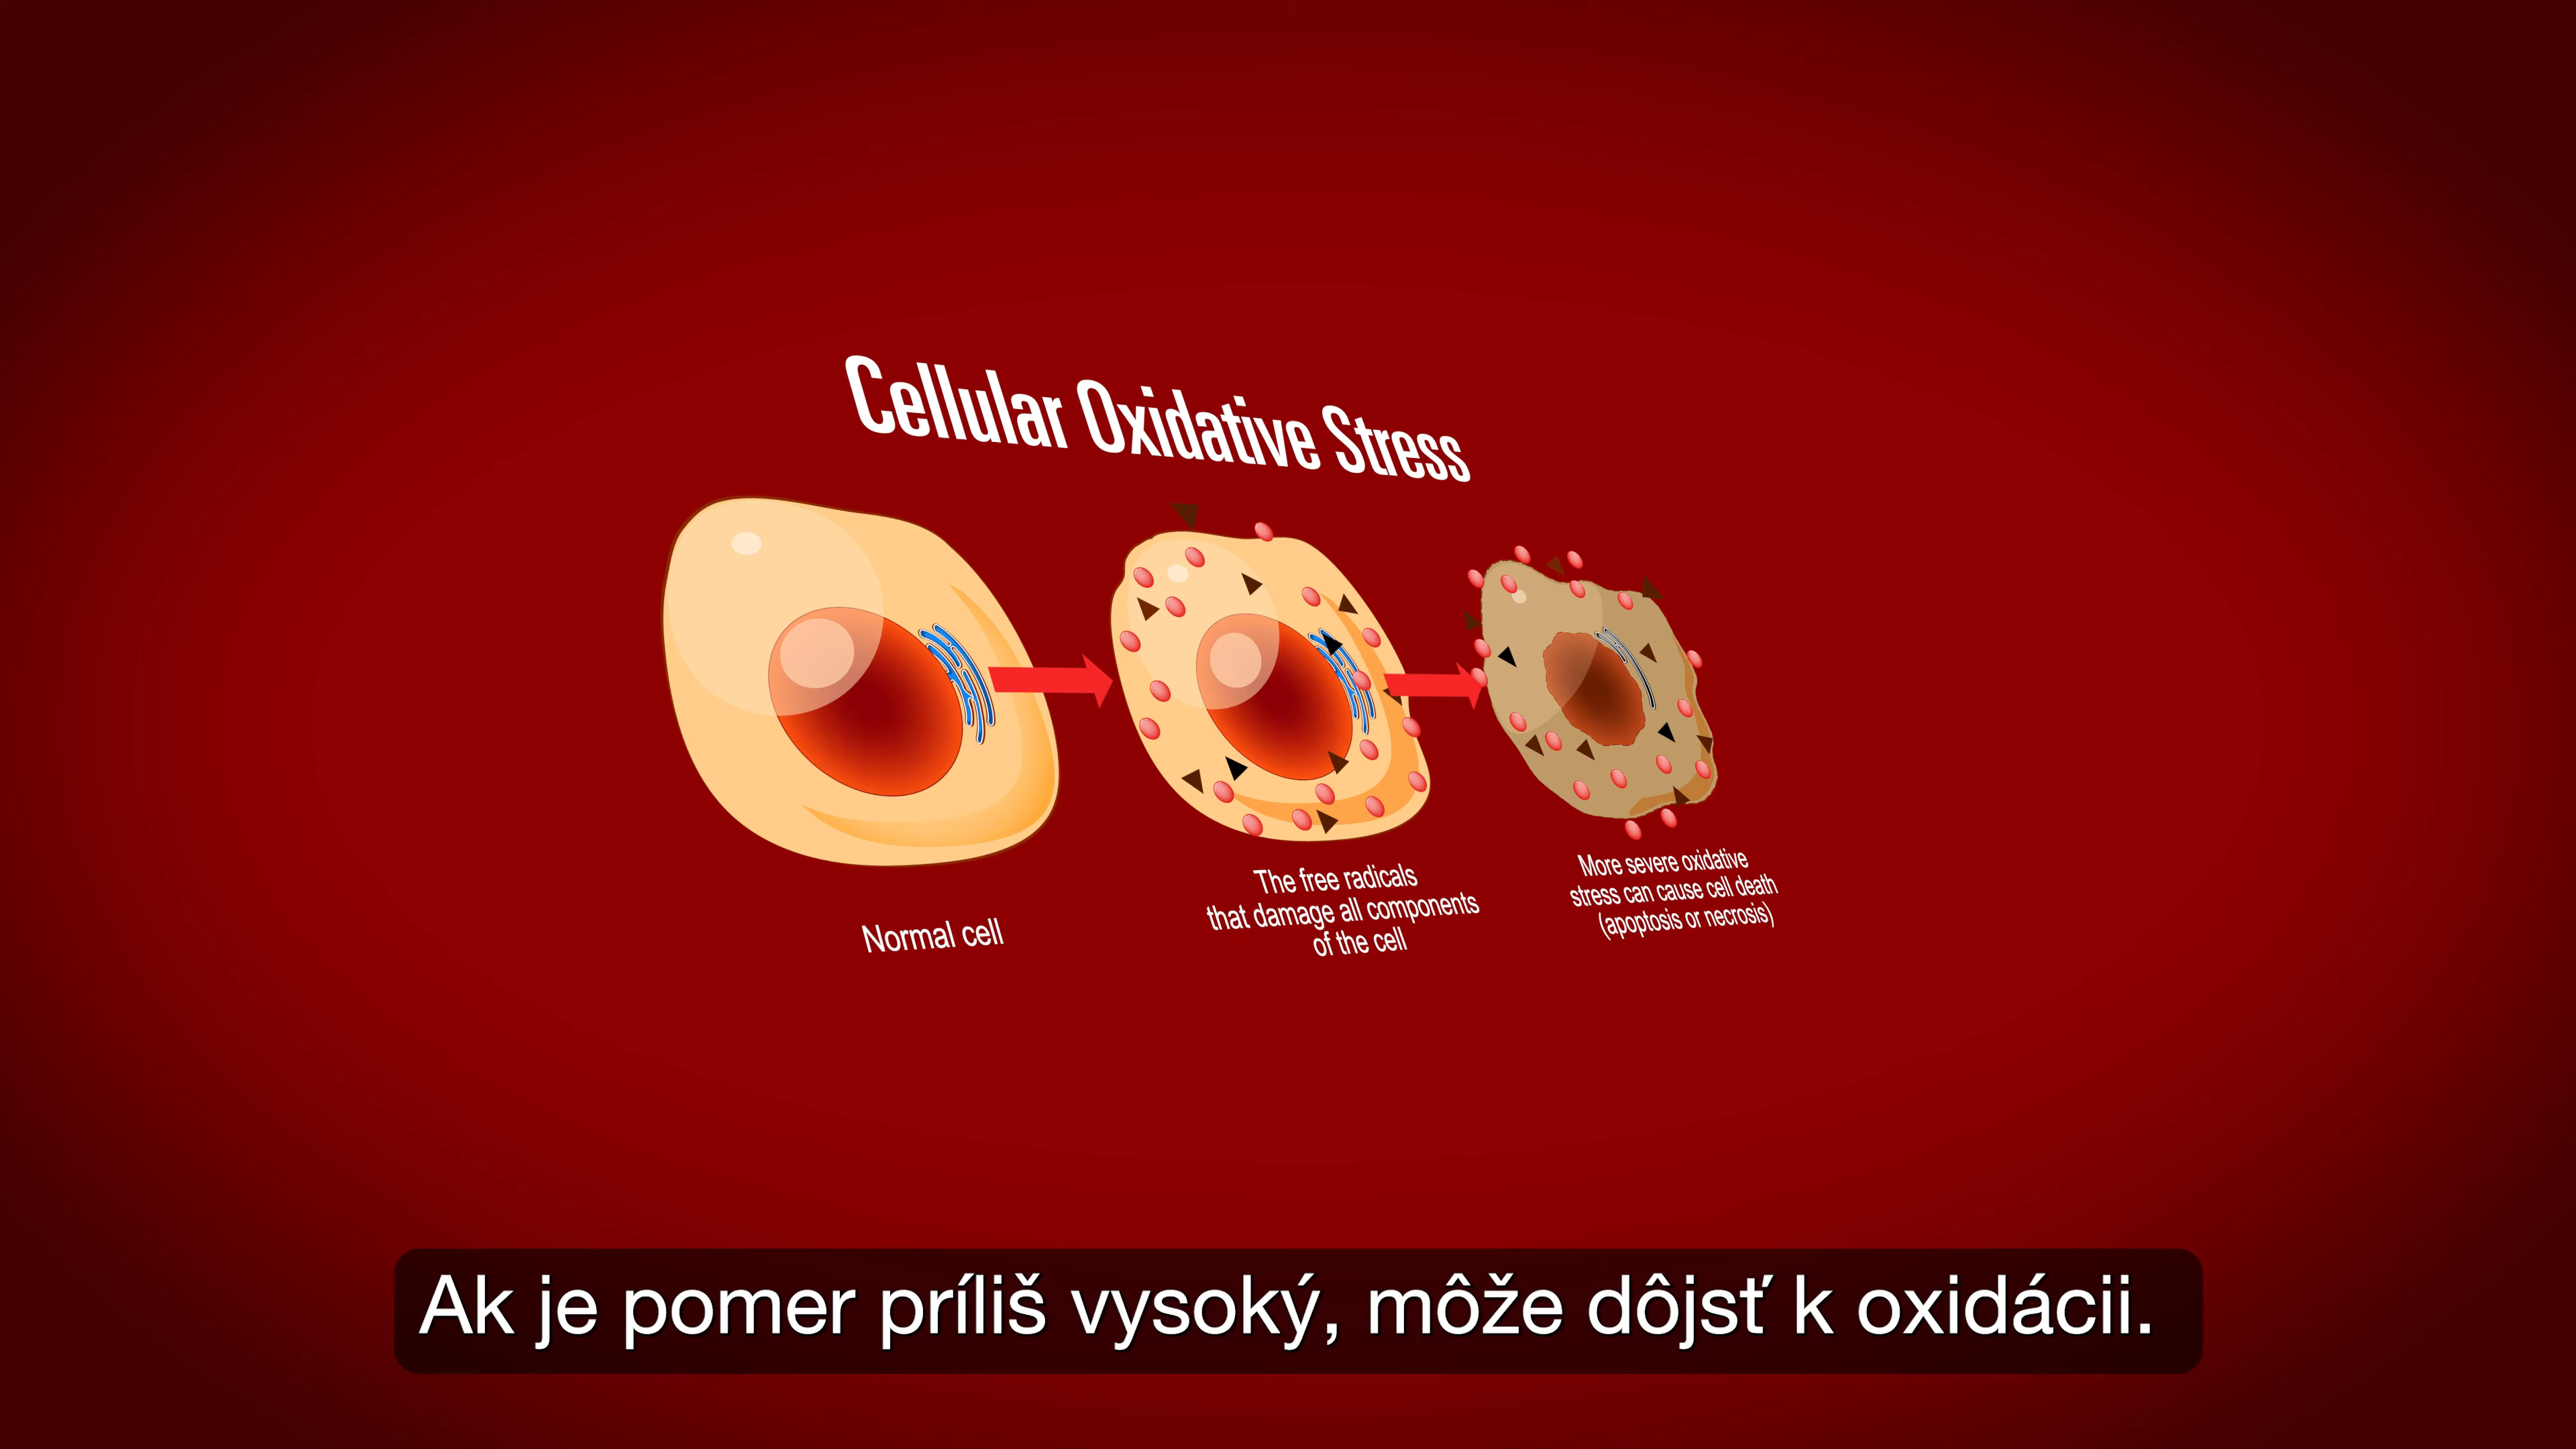 Cellular Oxidative Stress
Normal cell
The free radicals
that damage all components
of the cell
More severe oxidative
stress can cause cell death
(apoptosis or necrosis)
Ak je pomer príliš vysoký, môže dôjsť k oxidácii.